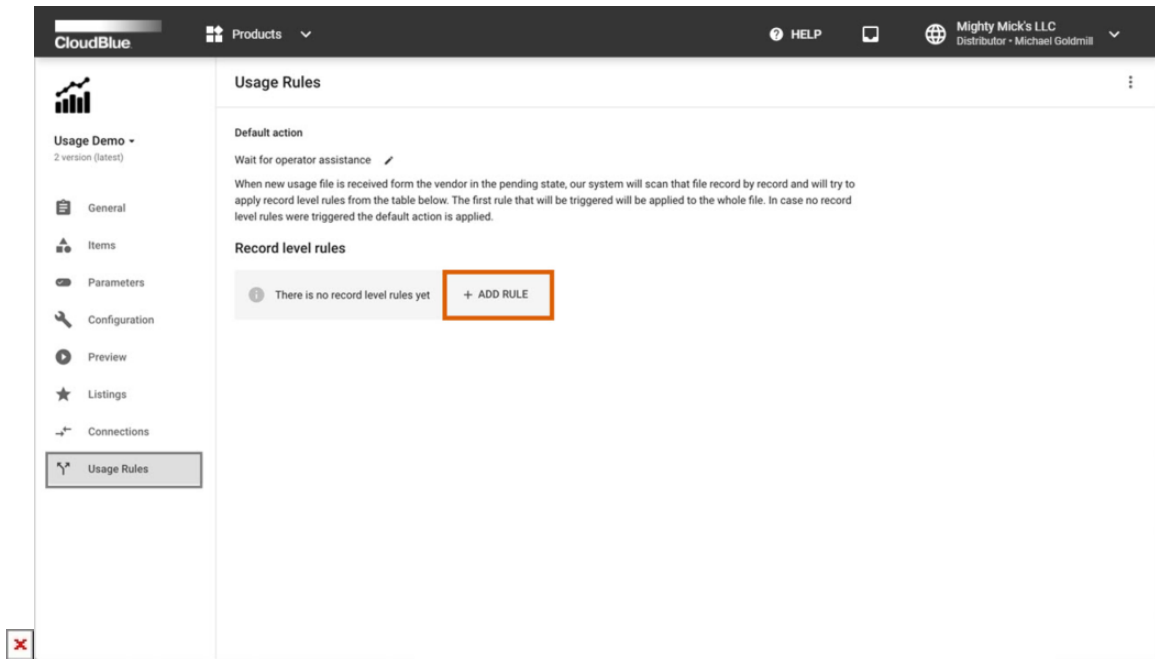 CloudBlue
Products
HELP
Mighty Mick's LLC
Distributor • Michael Goldmill
Usage Demo
2 version (latest)
General
Items
Parameters
Configuration
Preview
Listings
Connections
Usage Rules
Usage Rules
Default action
Wait for operator assistance
When new usage file is received form the vendor in the pending state, our system will scan that file record by record and will try to
apply record level rules from the table below. The first rule that will be triggered will be applied to the whole file. In case no record
level rules were triggered the default action is applied.
Record level rules
There is no record level rules yet
+ ADD RULE